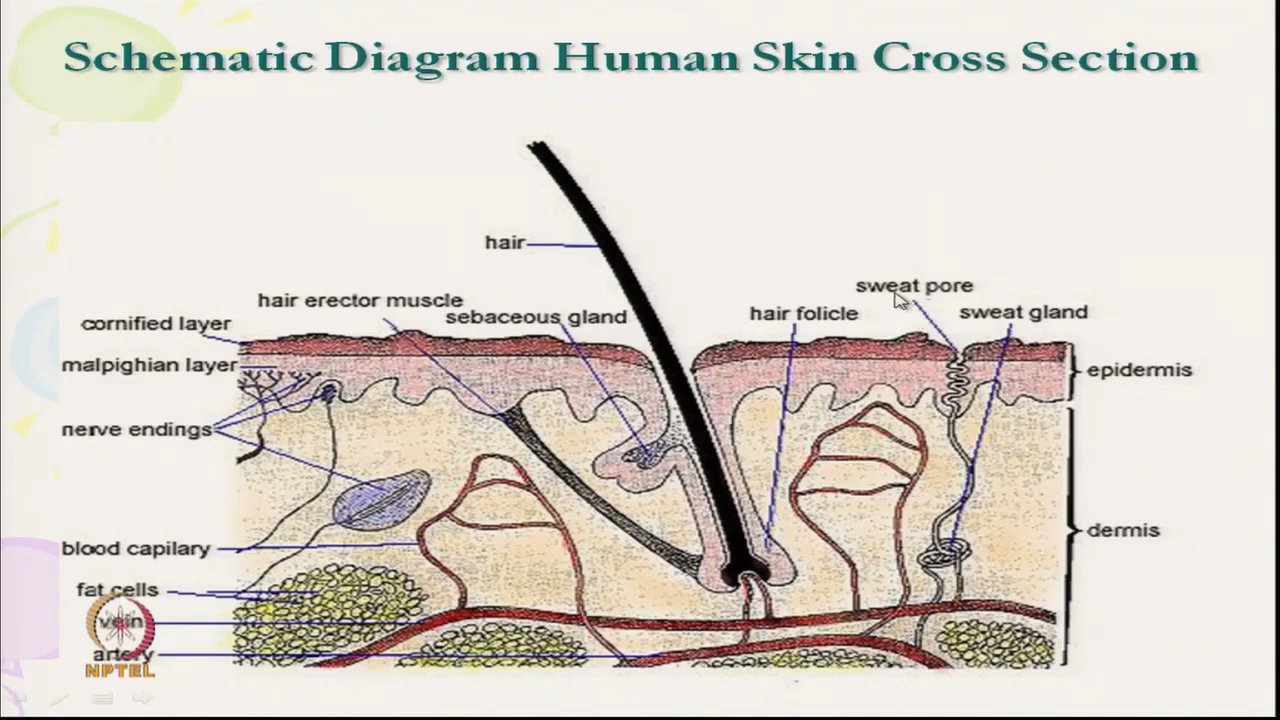 Schematic Diagram Human Skin Cross Section
hair
sweat pore
hair erector muscle
sebaceous gland
hair folicle
sweat gland
cornified layer
malpighian layer
epidermis
nerve endings
dermis
blood capilary
fat cells
vein
artery
NPTEL